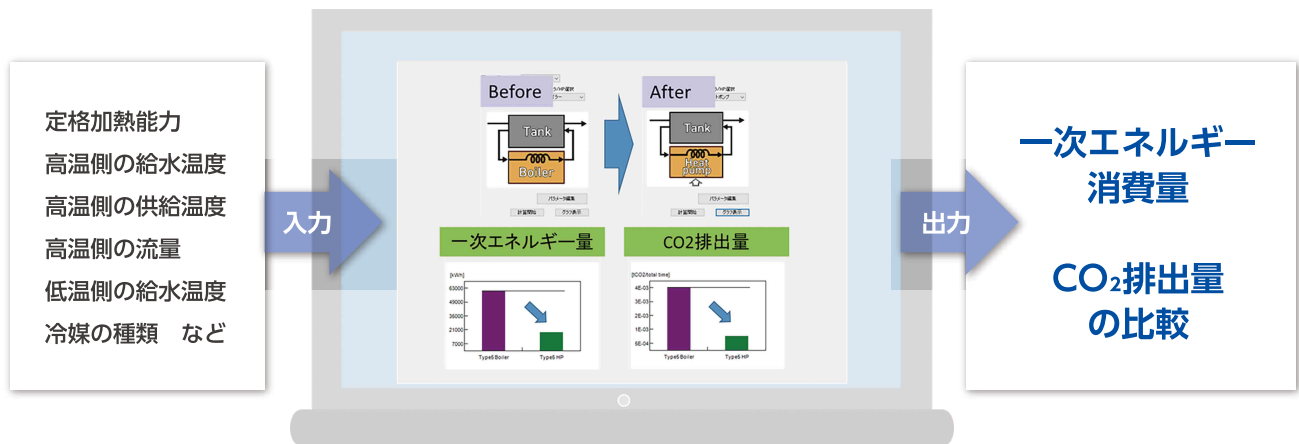 定格加熱能力
高温側の給水温度
高温側の供給温度
高温側の流量
低温側の給水温度
冷媒の種類　など
入力
Before
Tank
Boiler
パラメータ編集
計算開始
グラフ表示
After
Tank
Heat
pump
パラメータ編集
計算開始
グラフ表示
一次エネルギー量
[kWh]
63000
49000
35000
21000
7000
Type5 Boiler
Type5 HP
CO2排出量
[tCO2/total time]
4E-03
3E-03
2E-03
1E-03
5E-04
Type5 Boiler
Type5 HP
出力
一次エネルギー
消費量
CO₂排出量
の比較